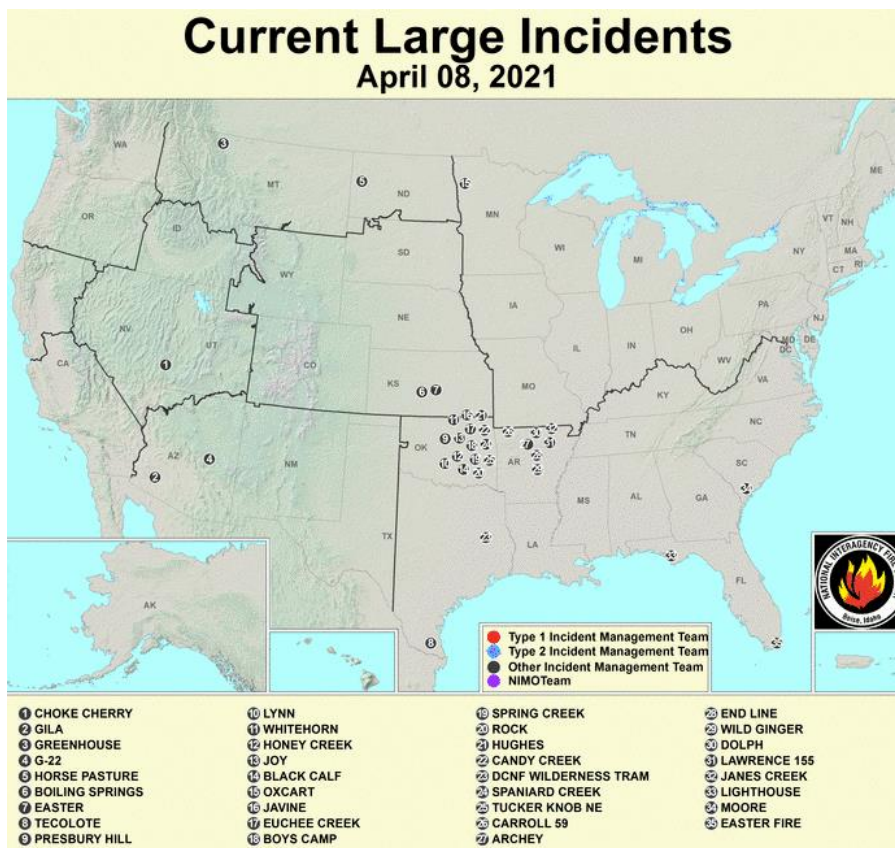 Current Large Incidents
April 08, 2021
WA
MT
ND
MN
ME
OR
ID
WY
SD
WI
MI
NY
VT
NH
MA
CT
RI
NV
UT
CO
NE
IA
IL
IN
OH
PA
NJ
MD
DE
DC
WV
VA
CA
KS
MO
KY
AZ
NM
OK
AR
TN
NC
SC
TX
LA
MS
AL
GA
FL
AK
NATIONAL INTERAGENCY FIRE
Boise, Idaho
Type 1 Incident Management Team
Type 2 Incident Management Team
Other Incident Management Team
NIMOTeam
1 CHOKE CHERRY
2 GILA
3 GREENHOUSE
4 G-22
5 HORSE PASTURE
6 BOILING SPRINGS
7 EASTER
8 TECOLOTE
9 PRESBURY HILL
10 LYNN
11 WHITEHORN
12 HONEY CREEK
13 JOY
14 BLACK CALF
15 OXCART
16 JAVINE
17 EUCHEE CREEK
18 BOYS CAMP
19 SPRING CREEK
20 ROCK
21 HUGHES
22 CANDY CREEK
23 DCNF WILDERNESS TRAM
24 SPANIARD CREEK
25 TUCKER KNOB NE
26 CARROLL 59
27 ARCHEY
28 END LINE
29 WILD GINGER
30 DOLPH
31 LAWRENCE 155
32 JANES CREEK
33 LIGHTHOUSE
34 MOORE
35 EASTER FIRE